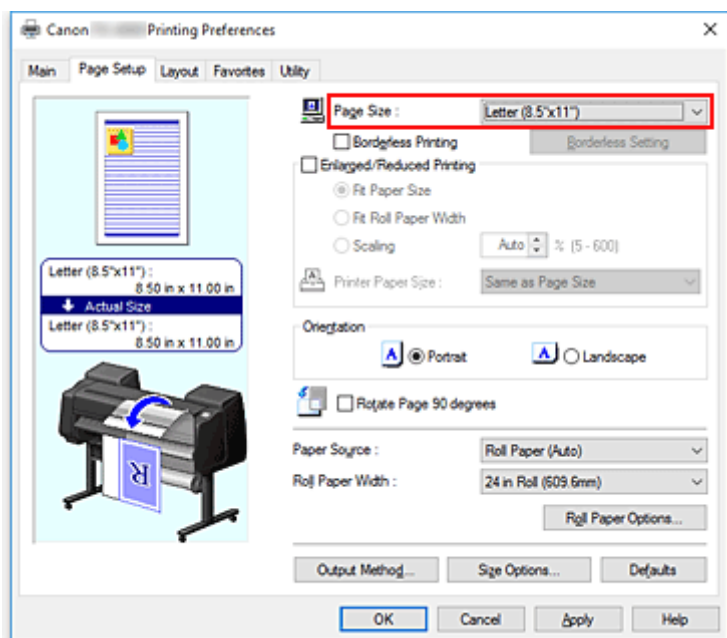 Canon Printing Preferences
Main Page Setup Layout Favorites Utility
Page Size : Letter (8.5"x11")
Borderless Printing Borderless Setting
Enlarged/Reduced Printing
Fit Paper Size
Fit Roll Paper Width
Scaling Auto % (5 - 600)
Printer Paper Size : Same as Page Size
Letter (8.5"x11") :
8.50 in x 11.00 in
Actual Size
Letter (8.5"x11") :
8.50 in x 11.00 in
Orientation
A Portrait A Landscape
Rotate Page 90 degrees
R
Paper Source : Roll Paper (Auto)
Roll Paper Width : 24 in Roll (609.6mm)
Roll Paper Options...
Output Method... Size Options... Defaults
OK Cancel Apply Help